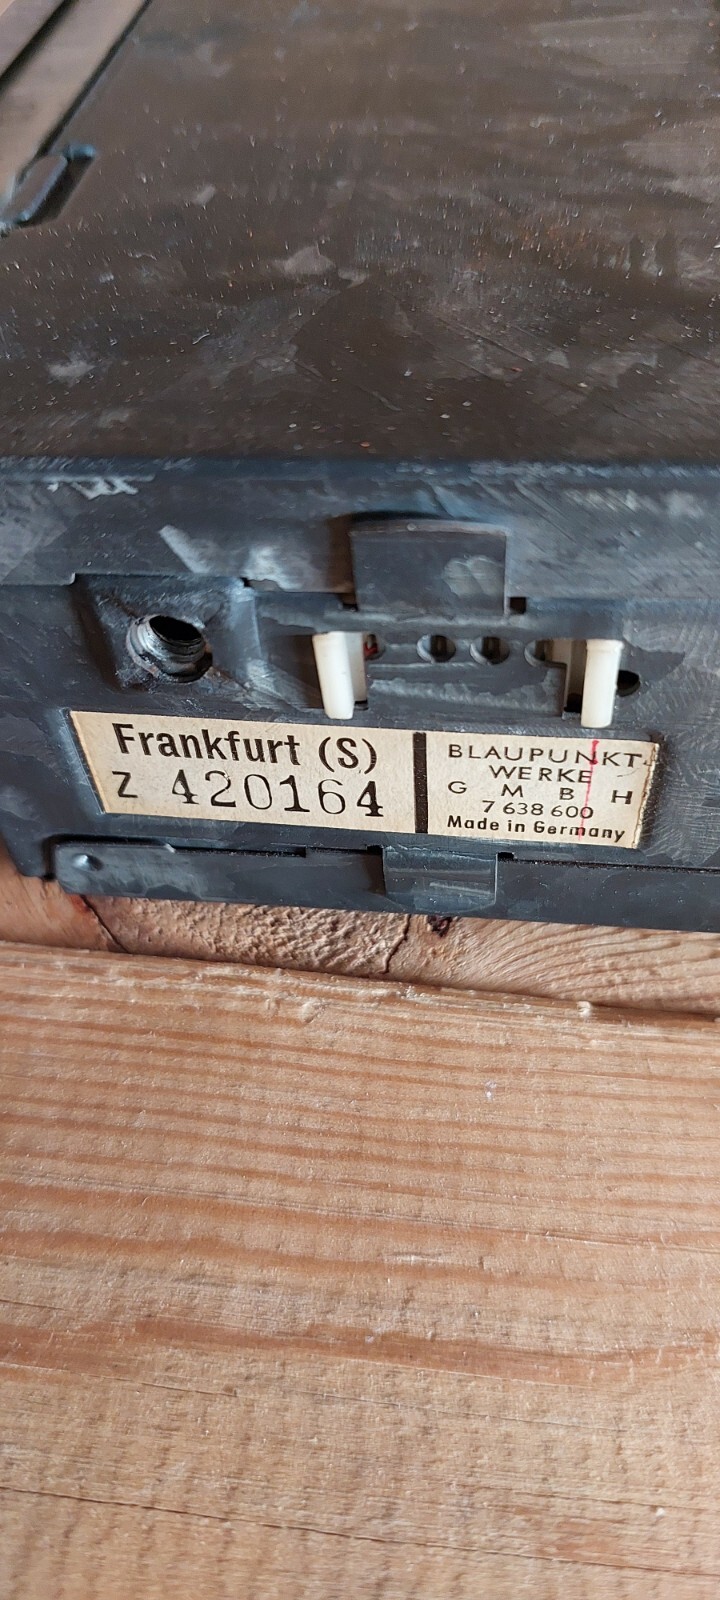 Frankfurt (S)
Z 420164
BLAUPUNKT-
WERKE
G M B H
7 638 600
Made in Germany